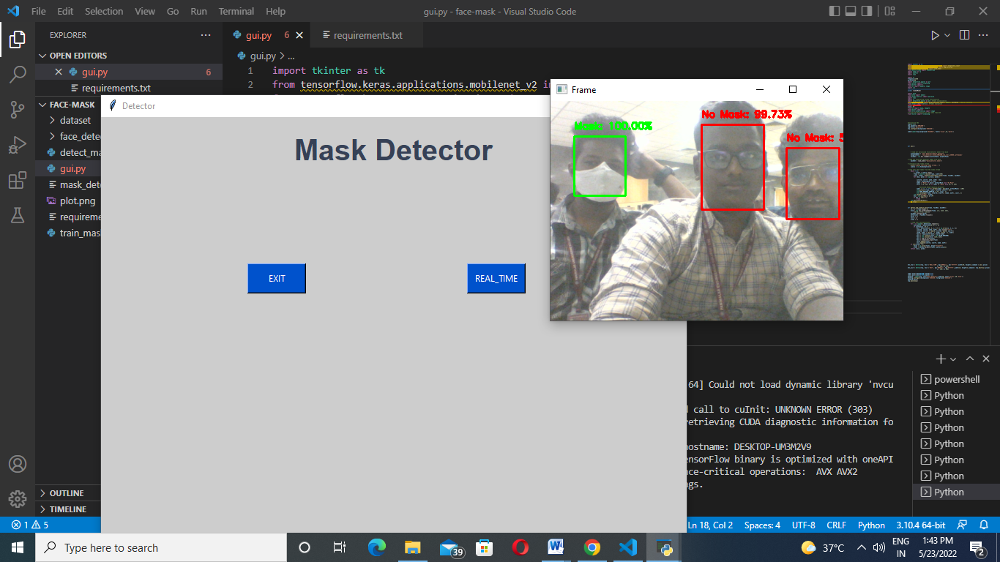 File Edit Selection View Go Run Terminal Help
gui.py - face-mask - Visual Studio Code
EXPLORER
gui.py 6
requirements.txt
OPEN EDITORS
gui.py > ...
gui.py 6
requirements.txt
1 import tkinter as tk
2 from tensorflow.keras.applications.mobilenet_v2
FACE-MASK
dataset
face_dete
detect_ma
gui.py
mask_det
plot.png
requireme
train_mas
OUTLINE
TIMELINE
Detector
Mask Detector
EXIT
REAL_TIME
Frame
Mask: 100.00%
No Mask: 99.73%
No Mask: 5
64] Could not load dynamic library 'nvcu
call to cuInit: UNKNOWN ERROR (303)
etrieving CUDA diagnostic information fo
ostname: DESKTOP-UM3M2V9
ensorFlow binary is optimized with oneAPI
nce-critical operations: AVX AVX2
gs.
powershell
Python
Python
Python
Python
Python
Python
Python
1 5
Ln 18, Col 2 Spaces: 4 UTF-8 CRLF Python 3.10.4 64-bit
Type here to search
39
37°C
ENG
IN
1:43 PM
5/23/2022
2